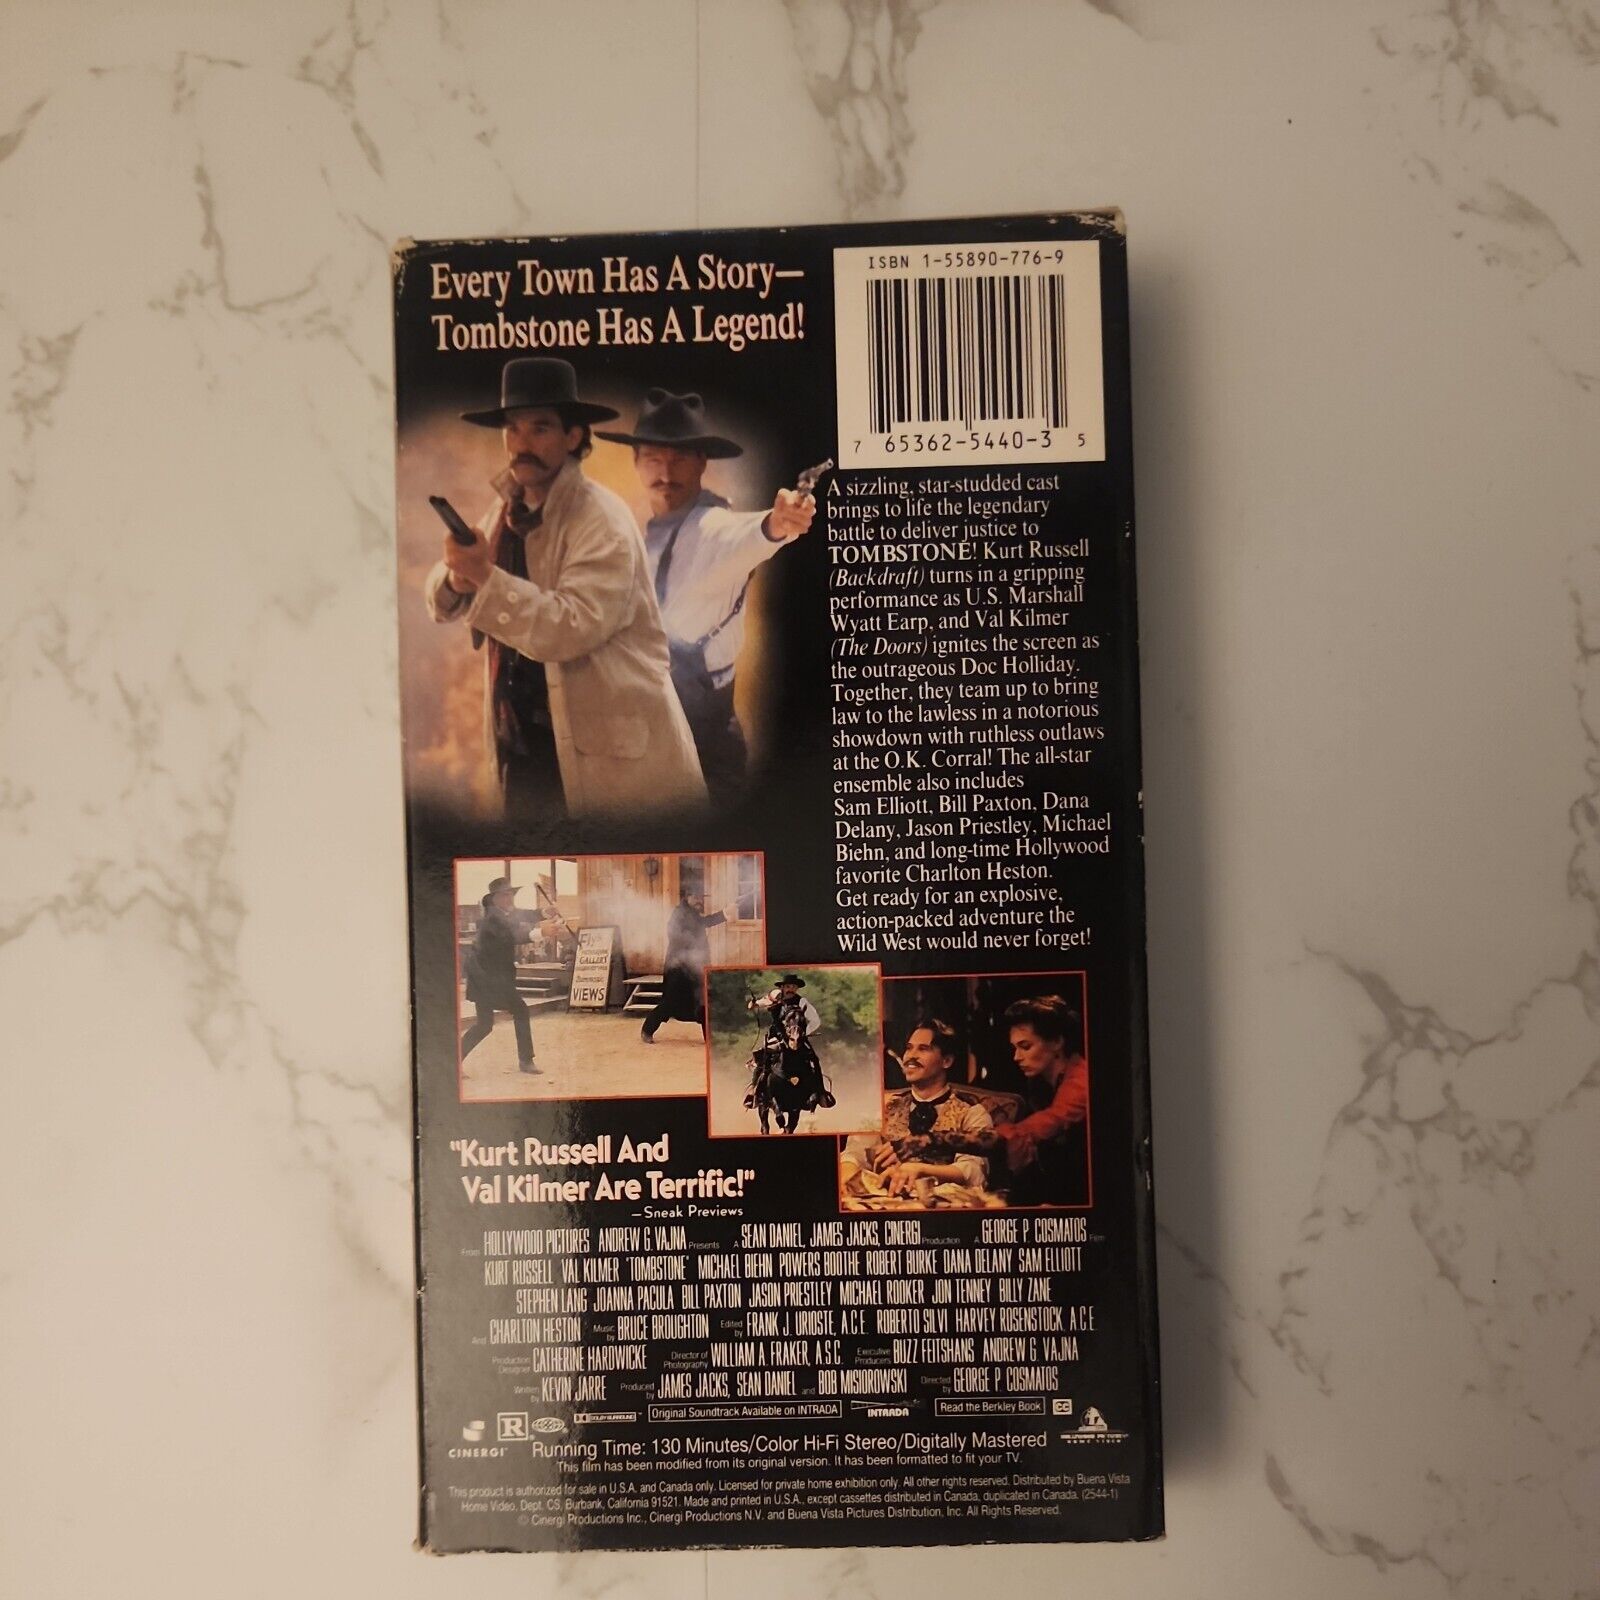 Every Town Has A Story—
Tombstone Has A Legend!
ISBN 1-55890-776-9
7 65362-5440-3 5
A sizzling, star-studded cast
brings to life the legendary
battle to deliver justice to
TOMBSTONE! Kurt Russell
(Backdraft) turns in a gripping
performance as U.S. Marshall
Wyatt Earp, and Val Kilmer
(The Doors) ignites the screen as
the outrageous Doc Holliday.
Together, they team up to bring
law to the lawless in a notorious
showdown with ruthless outlaws
at the O.K. Corral! The all-star
ensemble also includes
Sam Elliott, Bill Paxton, Dana
Delany, Jason Priestley, Michael
Biehn, and long-time Hollywood
favorite Charlton Heston.
Get ready for an explosive,
action-packed adventure the
Wild West would never forget!
Fly's
GALLERY
VIEWS
"Kurt Russell And
Val Kilmer Are Terrific!"
—Sneak Previews
From HOLLYWOOD PICTURES ANDREW G. VAJNA Presents A SEAN DANIEL, JAMES JACKS, CINERGI Production A GEORGE P. COSMATOS Film
KURT RUSSELL VAL KILMER "TOMBSTONE" MICHAEL BIEHN POWERS BOOTHE ROBERT BURKE DANA DELANY SAM ELLIOTT
STEPHEN LANG JOANNA PACULA BILL PAXTON JASON PRIESTLEY MICHAEL ROOKER JON TENNEY BILLY ZANE
And CHARLTON HESTON Music by BRUCE BROUGHTON Edited by FRANK J. URIOSTE, A.C.E. ROBERTO SILVI HARVEY ROSENSTOCK, A.C.E.
Production Designer CATHERINE HARDWICKE Director of Photography WILLIAM A. FRAKER, A.S.C. Executive Producers BUZZ FEITSHANS ANDREW G. VAJNA
Written by KEVIN JARRE Produced by JAMES JACKS, SEAN DANIEL and BOB MISIOROWSKI Directed by GEORGE P. COSMATOS
CINERGI R DOLBY SURROUND Original Soundtrack Available on INTRADA INTRADA Read the Berkley Book CC HOLLYWOOD PICTURES HOME VIDEO
Running Time: 130 Minutes/Color Hi-Fi Stereo/Digitally Mastered
This film has been modified from its original version. It has been formatted to fit your TV.
This product is authorized for sale in U.S.A. and Canada only. Licensed for private home exhibition only. All other rights reserved. Distributed by Buena Vista
Home Video, Dept. CS, Burbank, California 91521. Made and printed in U.S.A., except cassettes distributed in Canada, duplicated in Canada. (2544-1)
© Cinergi Productions Inc., Cinergi Productions N.V. and Buena Vista Pictures Distribution, Inc. All Rights Reserved.